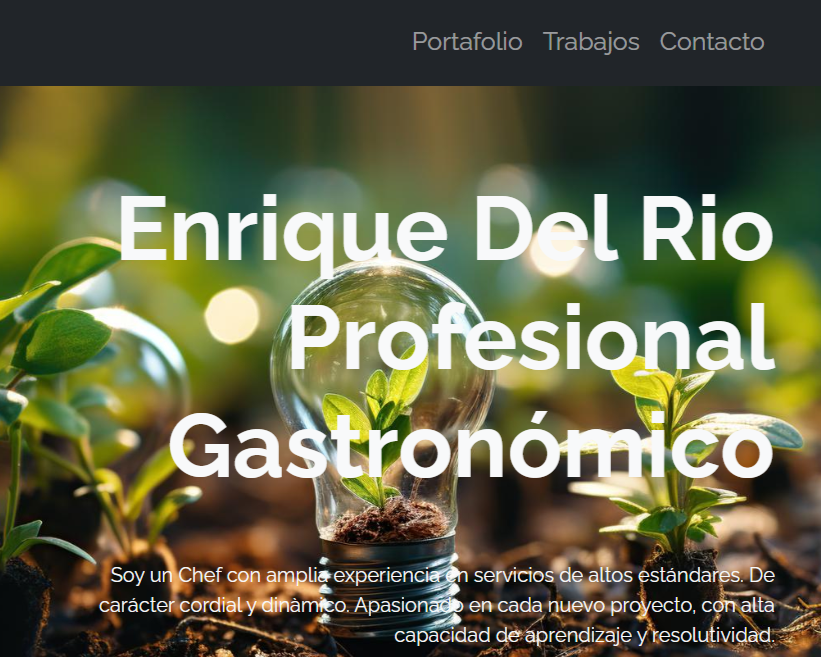 Portafolio Trabajos Contacto
Enrique Del Rio
Profesional
Gastronómico
Soy un Chef con amplia experiencia en servicios de altos estándares. De
carácter cordial y dinàmico. Apasionado en cada nuevo proyecto, con alta
capacidad de aprendizaje y resolutividad.